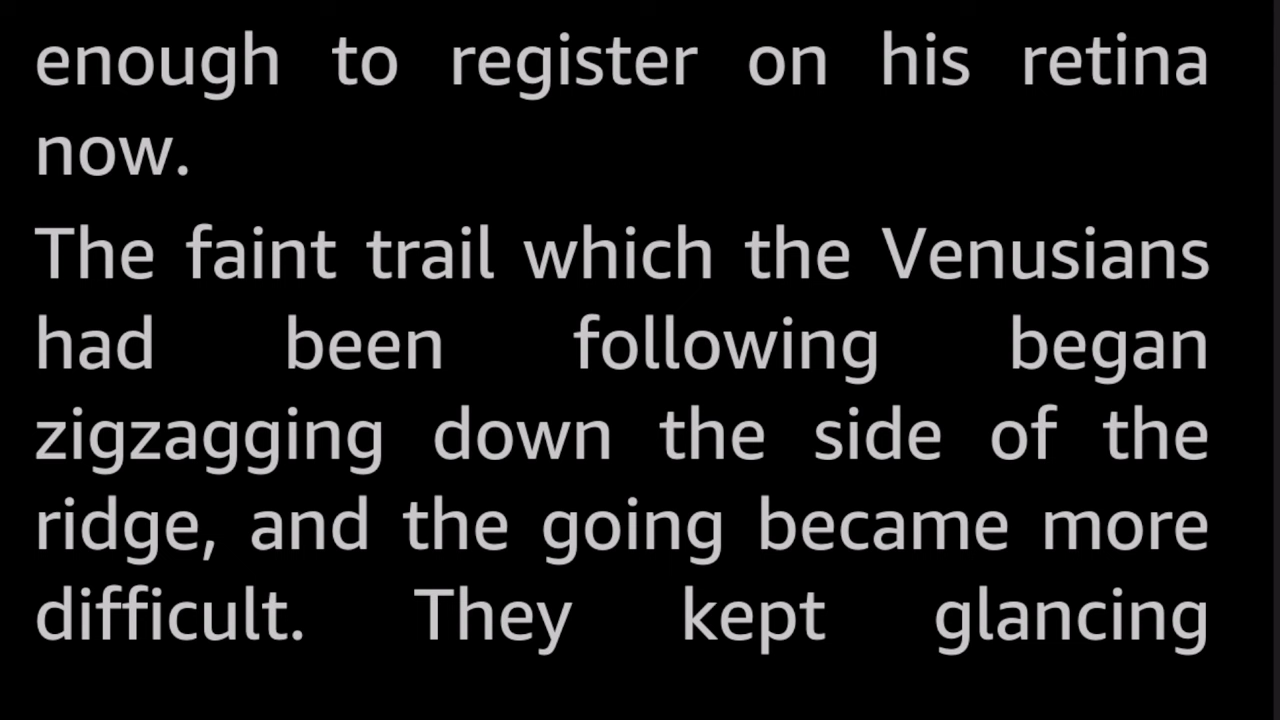 enough to register on his retina
now.
The faint trail which the Venusians
had been following began
zigzagging down the side of the
ridge, and the going became more
difficult. They kept glancing